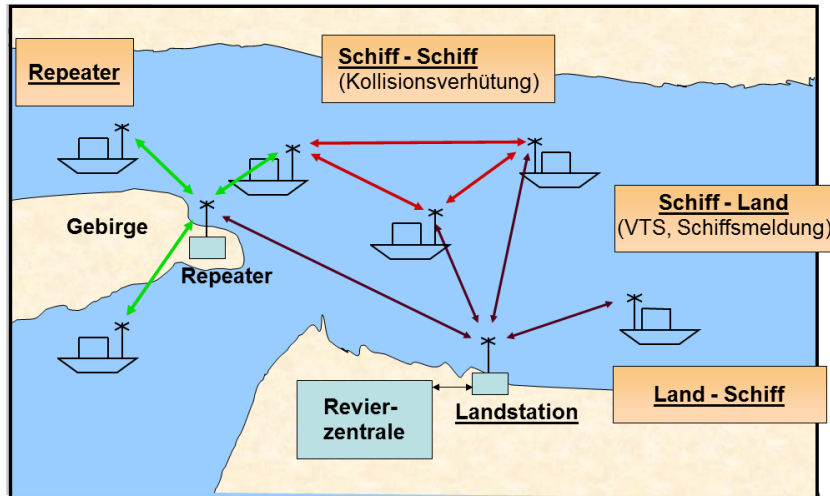 Repeater
Schiff - Schiff
(Kollisionsverhütung)
Schiff - Land
(VTS, Schiffsmeldung)
Gebirge
Repeater
Revier-
zentrale
Landstation
Land - Schiff